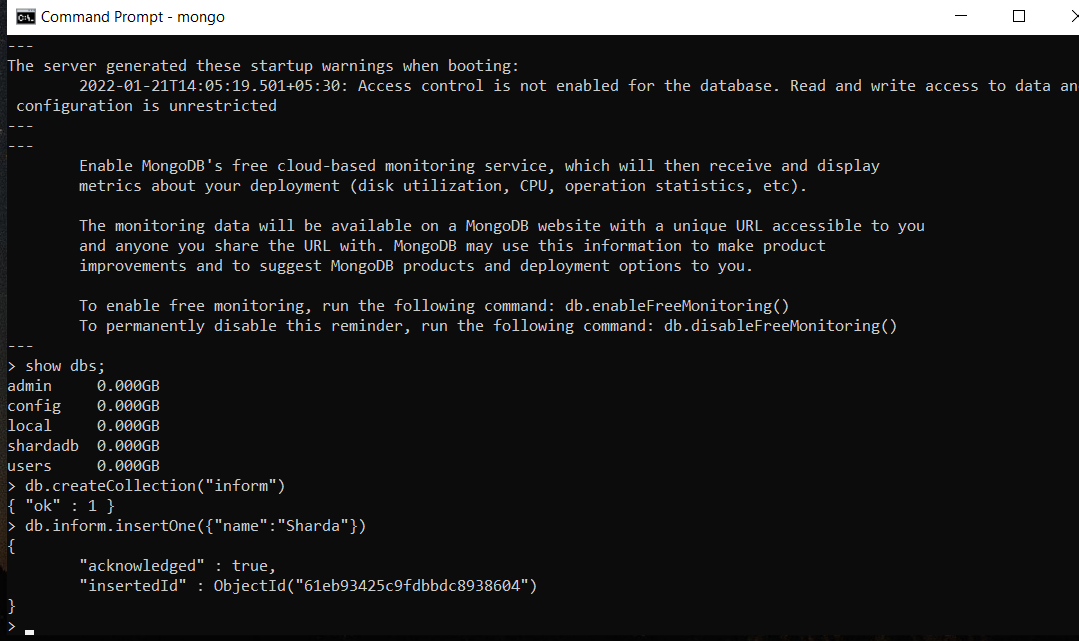 Command Prompt - mongo
---
The server generated these startup warnings when booting:
        2022-01-21T14:05:19.501+05:30: Access control is not enabled for the database. Read and write access to data an
 configuration is unrestricted
---
---
        Enable MongoDB's free cloud-based monitoring service, which will then receive and display
        metrics about your deployment (disk utilization, CPU, operation statistics, etc).

        The monitoring data will be available on a MongoDB website with a unique URL accessible to you
        and anyone you share the URL with. MongoDB may use this information to make product
        improvements and to suggest MongoDB products and deployment options to you.

        To enable free monitoring, run the following command: db.enableFreeMonitoring()
        To permanently disable this reminder, run the following command: db.disableFreeMonitoring()
---
> show dbs;
admin     0.000GB
config    0.000GB
local     0.000GB
shardadb  0.000GB
users     0.000GB
> db.createCollection("inform")
{ "ok" : 1 }
> db.inform.insertOne({"name":"Sharda"})
{
        "acknowledged" : true,
        "insertedId" : ObjectId("61eb93425c9fdbbdc8938604")
}
>